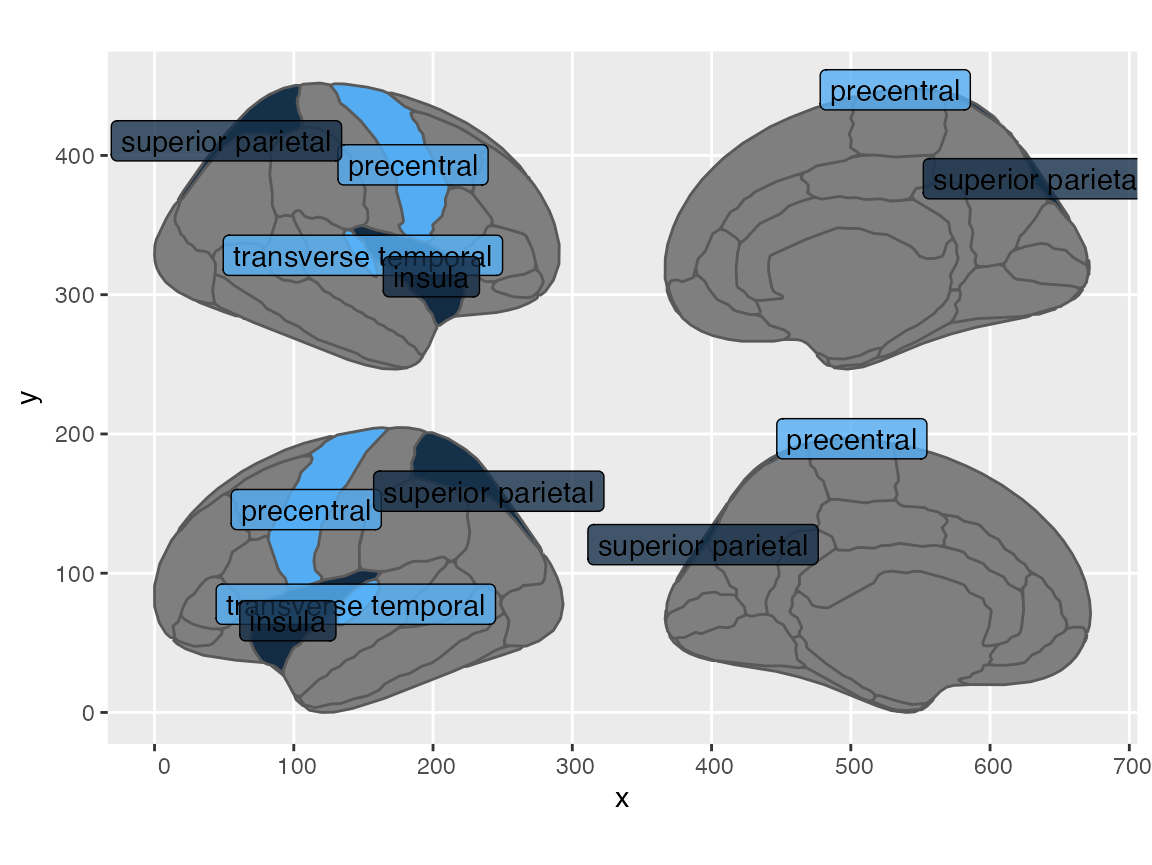 precentral
superior parietal
precentral
superior parieta
transverse temporal
insula
400
300
y
200
precentral
superior parietal
precentral
superior parietal
100
transverse temporal
insula
0
0 100 200 300 400 500 600 700
x